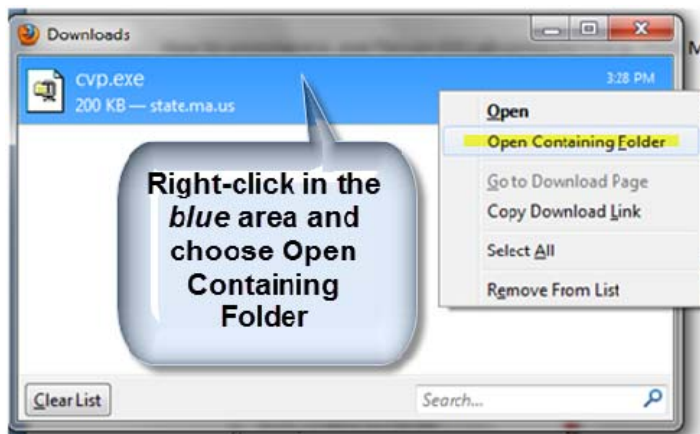 Downloads
M
cvp.exe
3:28 PM
200 KB — state.ma.us
Open
Open Containing Folder
Go to Download Page
Copy Download Link
Select All
Remove From List
Right-click in the
blue area and
choose Open
Containing
Folder
Clear List
Search...